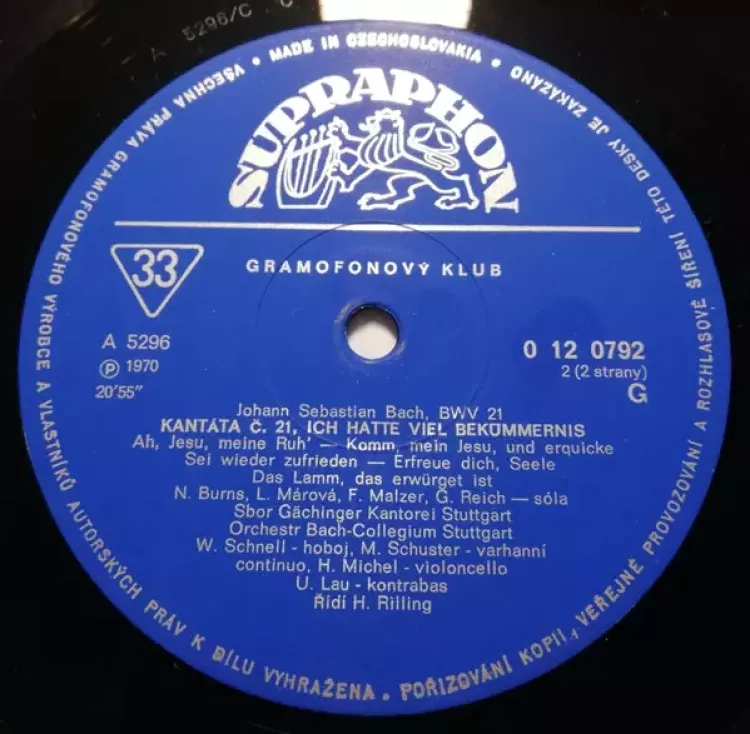 A 5296/C
MADE IN CZECHOSLOVAKIA • VŠECHNA PRÁVA GRAMOFONOVÉHO VÝROBCE A VLASTNÍKŮ AUTORSKÝCH PRÁV K DÍLU VYHRAŽENA. POŘIZOVÁNÍ KOPIÍ, VEŘEJNÉ PROVOZOVÁNÍ A ROZHLASOVÉ ŠÍŘENÍ TÉTO DESKY JE ZAKÁZÁNO •
SUPRAPHON
33
GRAMOFONOVÝ KLUB
A 5296
Ⓟ 1970
20'55"
0 12 0792
2 (2 strany)
G
Johann Sebastian Bach, BWV 21
KANTÁTA Č. 21, ICH HATTE VIEL BEKÜMMERNIS
Ah, Jesu, meine Ruh' — Komm, mein Jesu, und erquicke
Sei wieder zufrieden — Erfreue dich, Seele
Das Lamm, das erwürget ist
N. Burns, L. Márová, F. Malzer, G. Reich — sóla
Sbor Gächinger Kantorei Stuttgart
Orchestr Bach-Collegium Stuttgart
W. Schnell - hoboj, M. Schuster - varhanní
continuo, H. Michel - violoncello
U. Lau - kontrabas
Řídí H. Rilling